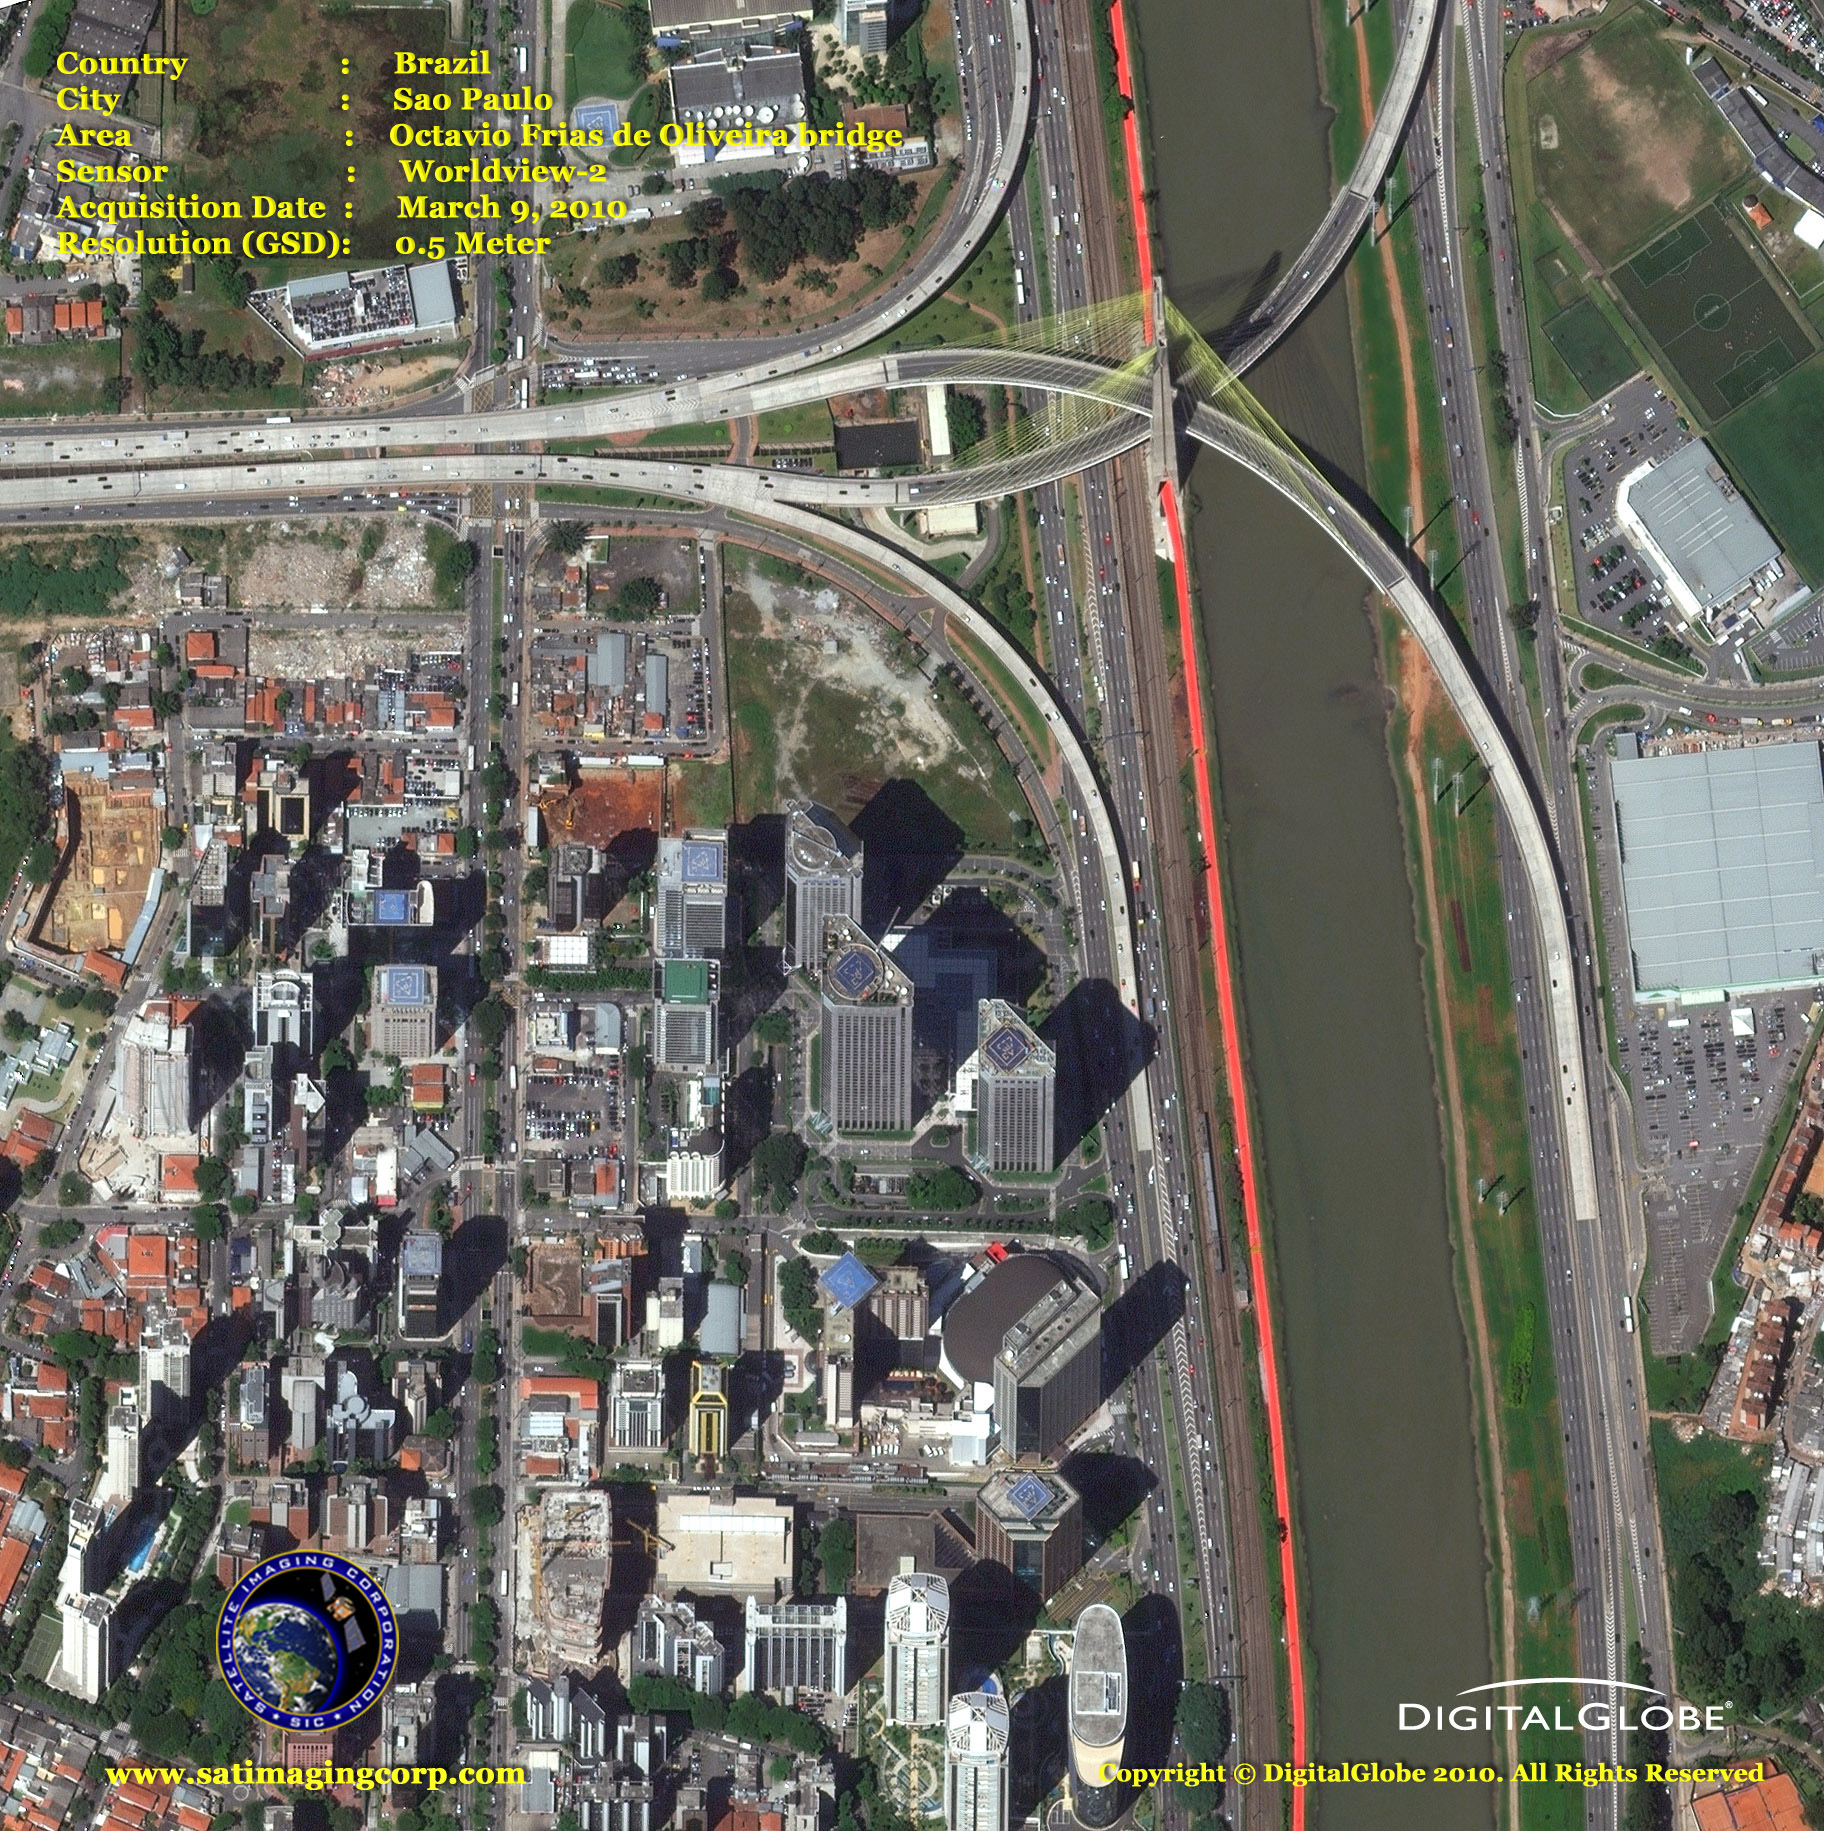 Country : Brazil
City : Sao Paulo
Area : Octavio Frias de Oliveira bridge
Sensor : Worldview-2
Acquisition Date : March 9, 2010
Resolution (GSD): 0.5 Meter
SATELLITE IMAGING CORPORATION
★ SIC ★
DIGITALGLOBE®
www.satimagingcorp.com
Copyright © DigitalGlobe 2010. All Rights Reserved